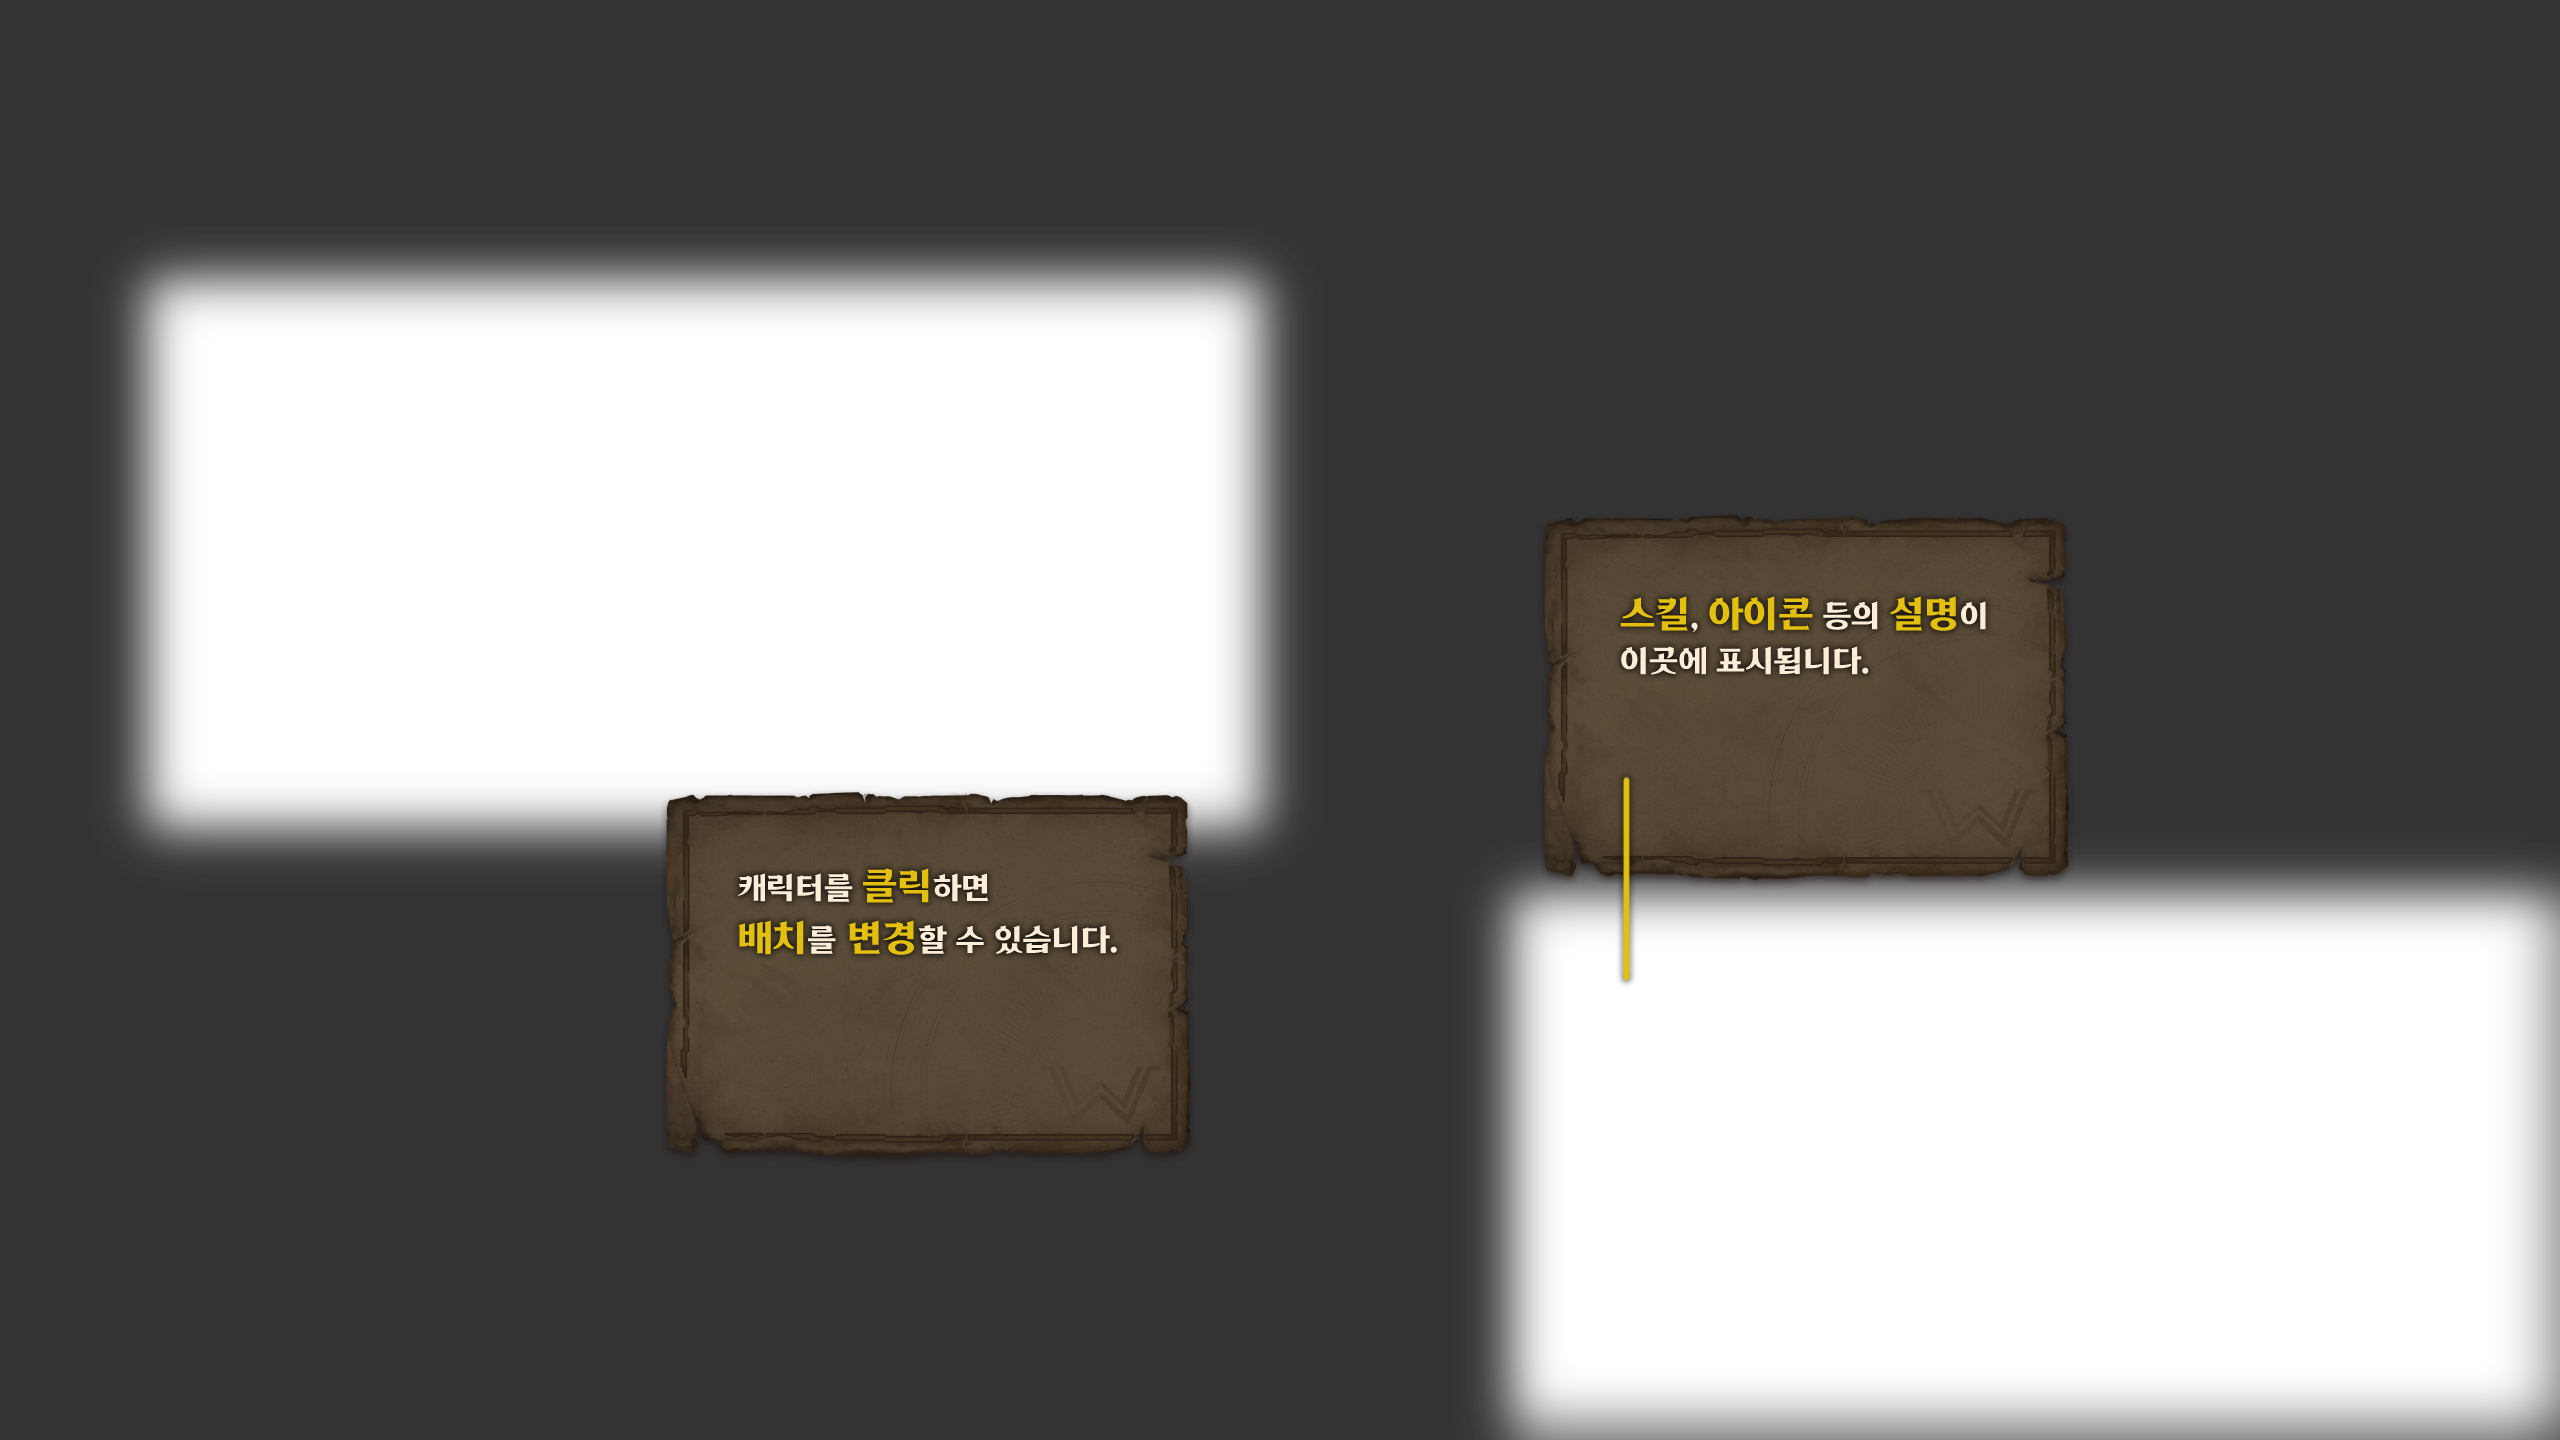 캐릭터를 클릭하면
배치를 변경할 수 있습니다.
스킬, 아이콘 등의 설명이
이곳에 표시됩니다.